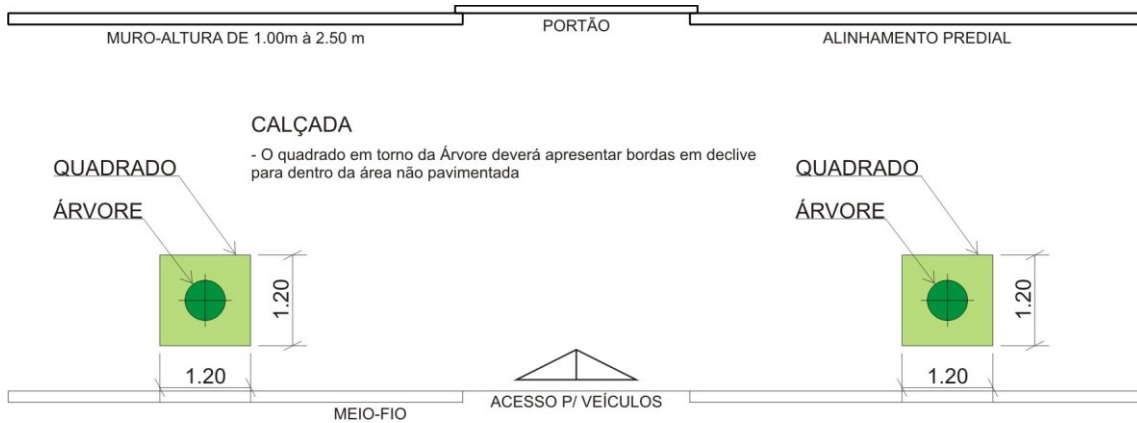 PORTÃO
MURO-ALTURA DE 1.00m à 2.50 m
ALINHAMENTO PREDIAL
CALÇADA
- O quadrado em torno da Árvore deverá apresentar bordas em declive
para dentro da área não pavimentada
QUADRADO
ÁRVORE
1.20
1.20
QUADRADO
ÁRVORE
1.20
1.20
ACESSO P/ VEÍCULOS
MEIO-FIO